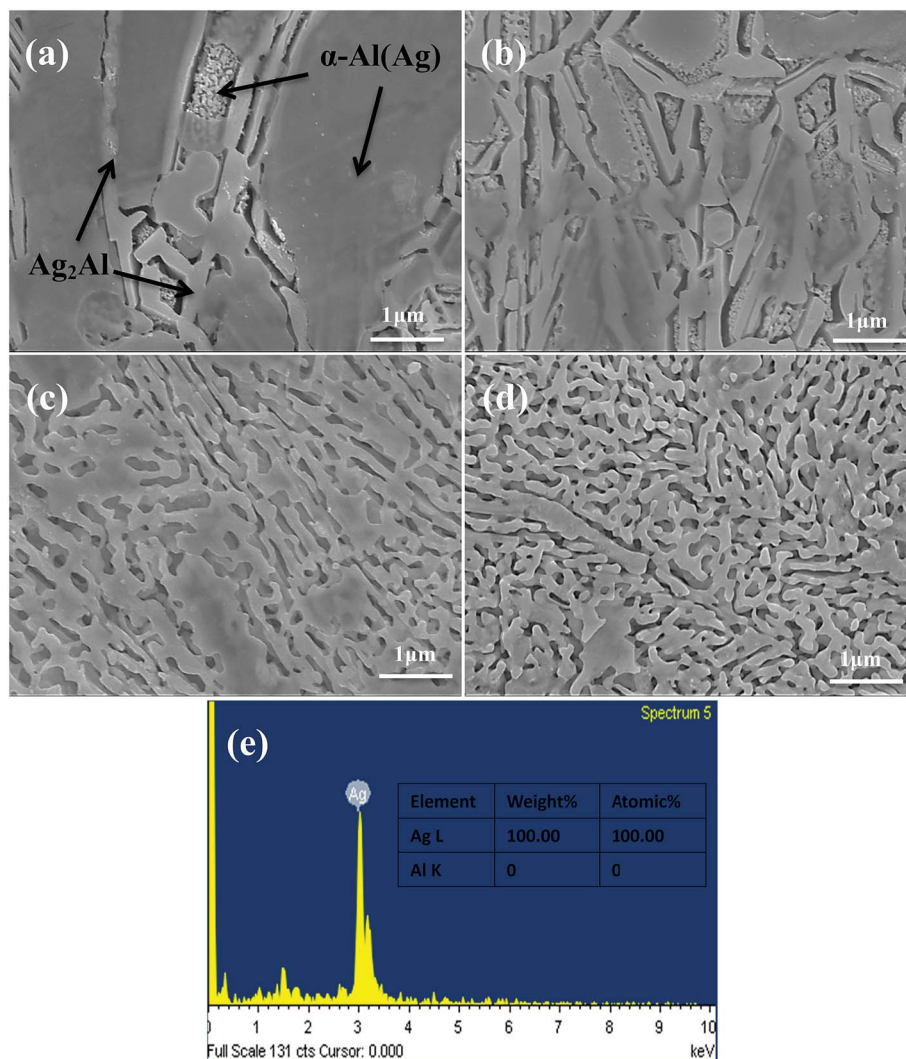 (a)
α-Al(Ag)
Ag₂Al
1μm
(b)
1μm
(c)
1μm
(d)
1μm
Spectrum 5
(e)
Ag
Element Weight% Atomic%
Ag L 100.00 100.00
Al K 0 0
0 1 2 3 4 5 6 7 8 9 10
Full Scale 131 cts Cursor: 0.000 keV